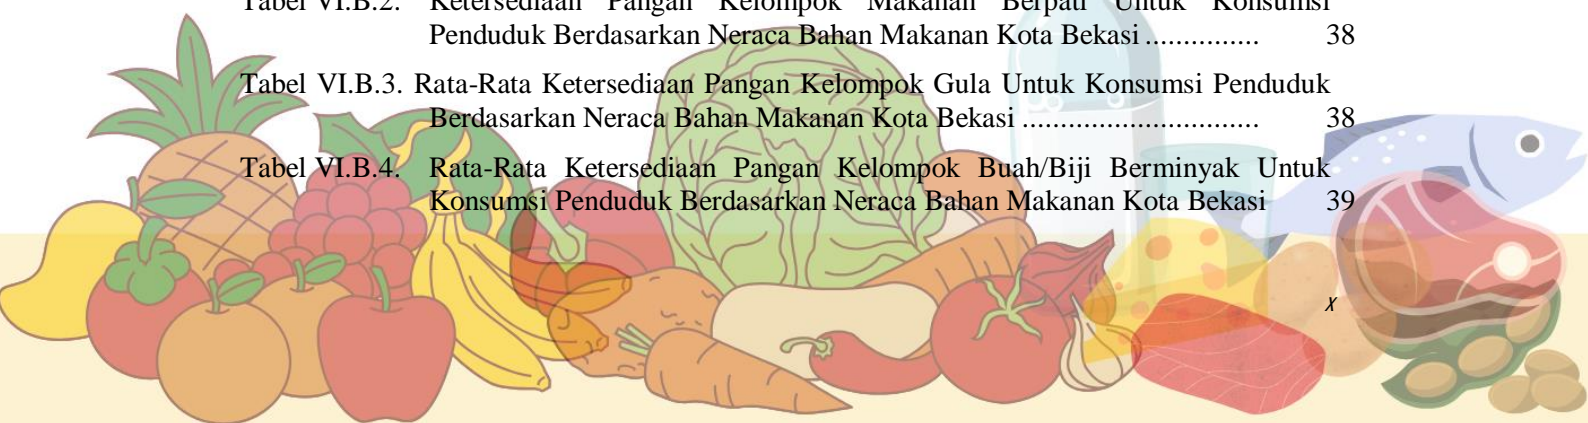 Tabel VI.B.2. Ketersediaan Pangan Kelompok Makanan Berpati Untuk Konsumsi
Penduduk Berdasarkan Neraca Bahan Makanan Kota Bekasi ............... 38
Tabel VI.B.3. Rata-Rata Ketersediaan Pangan Kelompok Gula Untuk Konsumsi Penduduk
Berdasarkan Neraca Bahan Makanan Kota Bekasi ............................... 38
Tabel VI.B.4. Rata-Rata Ketersediaan Pangan Kelompok Buah/Biji Berminyak Untuk
Konsumsi Penduduk Berdasarkan Neraca Bahan Makanan Kota Bekasi 39
x